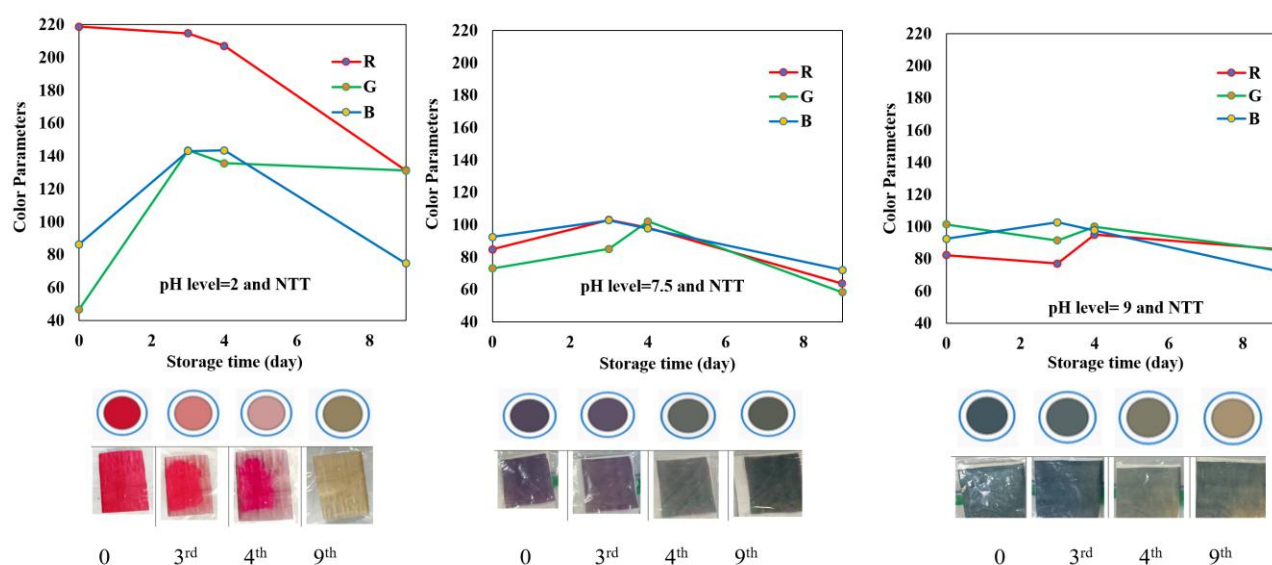 220
200
180
160
140
120
100
80
60
40
Color Parameters
R
G
B
pH level=2 and NTT
0 2 4 6 8
Storage time (day)
0 3rd 4th 9th
220
200
180
160
140
120
100
80
60
40
Color Parameters
R
G
B
pH level=7.5 and NTT
0 2 4 6 8
Storage time (day)
0 3rd 4th 9th
220
200
180
160
140
120
100
80
60
40
Color Parameters
R
G
B
pH level= 9 and NTT
0 2 4 6 8
Storage time (day)
0 3rd 4th 9th